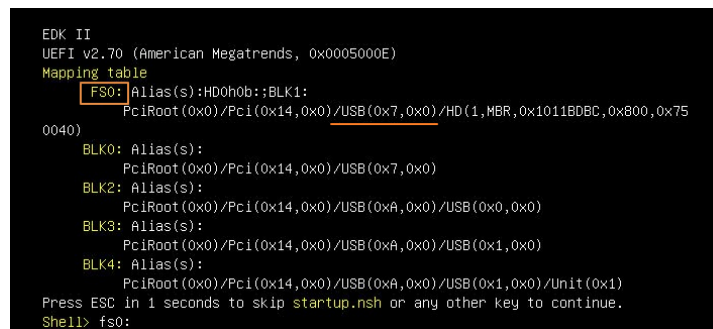 EDK II
UEFI v2.70 (American Megatrends, 0x0005000E)
Mapping table
FS0: Alias(s):HD0h0b:;BLK1:
PciRoot(0x0)/Pci(0x14,0x0)/USB(0x7,0x0)/HD(1,MBR,0x1011BDBC,0x800,0x75
0040)
BLK0: Alias(s):
PciRoot(0x0)/Pci(0x14,0x0)/USB(0x7,0x0)
BLK2: Alias(s):
PciRoot(0x0)/Pci(0x14,0x0)/USB(0xA,0x0)/USB(0x0,0x0)
BLK3: Alias(s):
PciRoot(0x0)/Pci(0x14,0x0)/USB(0xA,0x0)/USB(0x1,0x0)
BLK4: Alias(s):
PciRoot(0x0)/Pci(0x14,0x0)/USB(0xA,0x0)/USB(0x1,0x0)/Unit(0x1)
Press ESC in 1 seconds to skip startup.nsh or any other key to continue.
Shell> fs0: